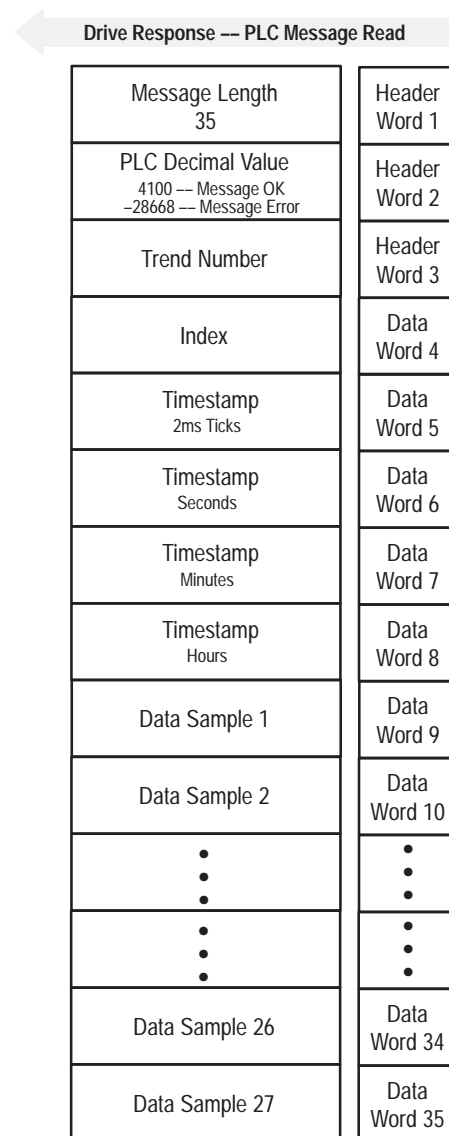 Drive Response –– PLC Message Read
Message Length
35
Header
Word 1
PLC Decimal Value
4100 –– Message OK
–28668 –– Message Error
Header
Word 2
Trend Number
Header
Word 3
Index
Data
Word 4
Timestamp
2ms Ticks
Data
Word 5
Timestamp
Seconds
Data
Word 6
Timestamp
Minutes
Data
Word 7
Timestamp
Hours
Data
Word 8
Data Sample 1
Data
Word 9
Data Sample 2
Data
Word 10
Data Sample 26
Data
Word 34
Data Sample 27
Data
Word 35